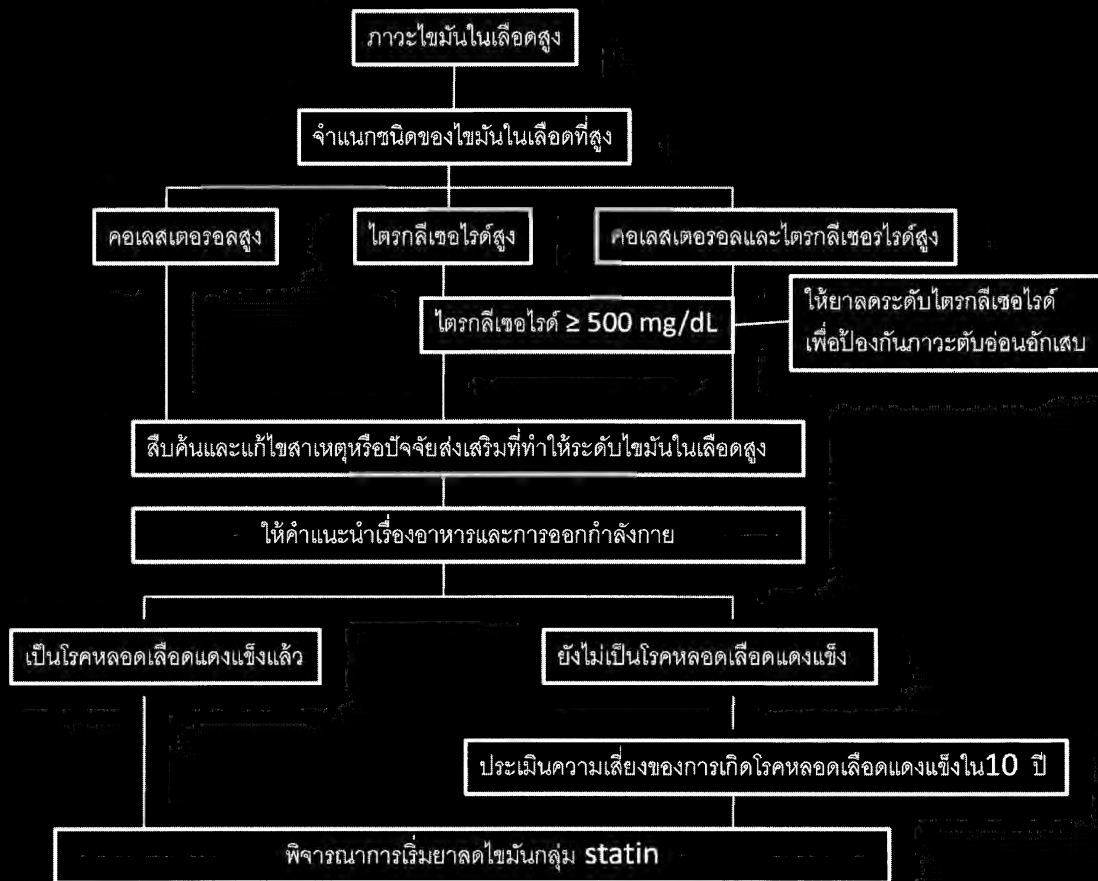 ภาวะไขมันในเลือดสูง
จำแนกชนิดของไขมันในเลือดที่สูง
คอเลสเตอรอลสูง
ไตรกลีเซอไรด์สูง
คอเลสเตอรอลและไตรกลีเซอรไรด์สูง
ไตรกลีเซอไรด์ ≥ 500 mg/dL
ให้ยาลดระดับไตรกลีเซอไรด์
เพื่อป้องกันภาวะตับอ่อนอักเสบ
สืบค้นและแก้ไขสาเหตุหรือปัจจัยส่งเสริมที่ทำให้ระดับไขมันในเลือดสูง
ให้คำแนะนำเรื่องอาหารและการออกกำลังกาย
เป็นโรคหลอดเลือดแดงแข็งแล้ว
ยังไม่เป็นโรคหลอดเลือดแดงแข็ง
ประเมินความเสี่ยงของการเกิดโรคหลอดเลือดแดงแข็งใน10 ปี
พิจารณาการเริ่มยาลดไขมันกลุ่ม statin